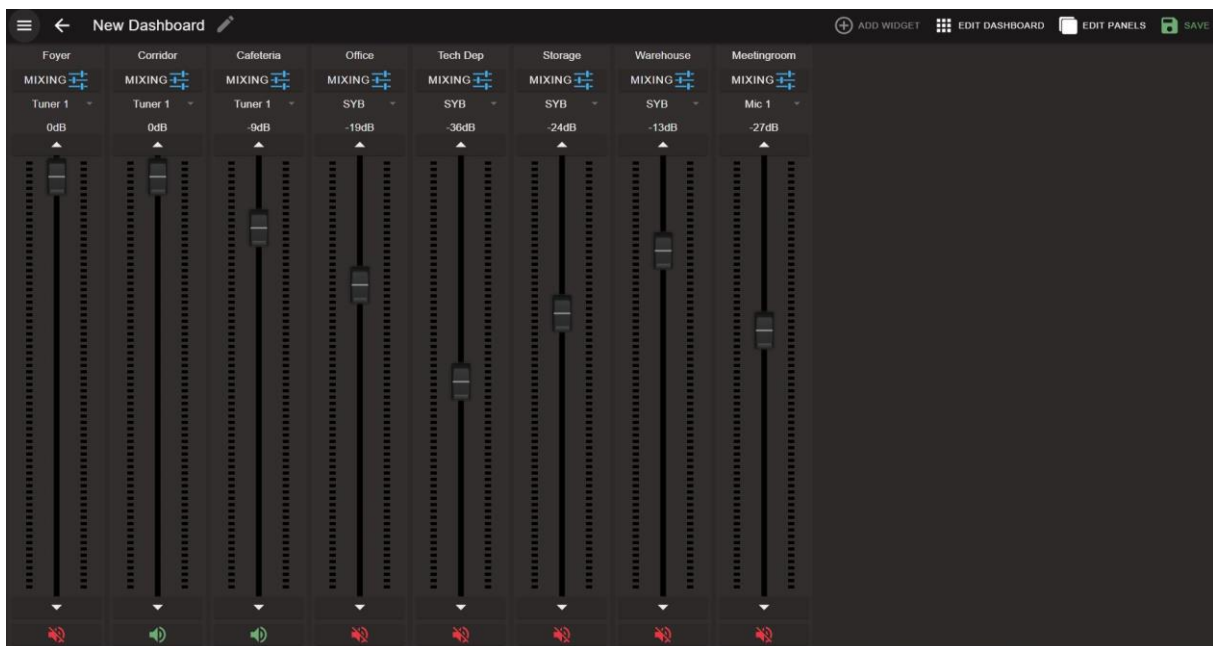 New Dashboard
ADD WIDGET EDIT DASHBOARD EDIT PANELS SAVE
Foyer Corridor Cafeteria Office Tech Dep Storage Warehouse Meetingroom
MIXING MIXING MIXING MIXING MIXING MIXING MIXING MIXING
Tuner 1 Tuner 1 Tuner 1 SYB SYB SYB SYB Mic 1
0dB 0dB -9dB -19dB -36dB -24dB -13dB -27dB